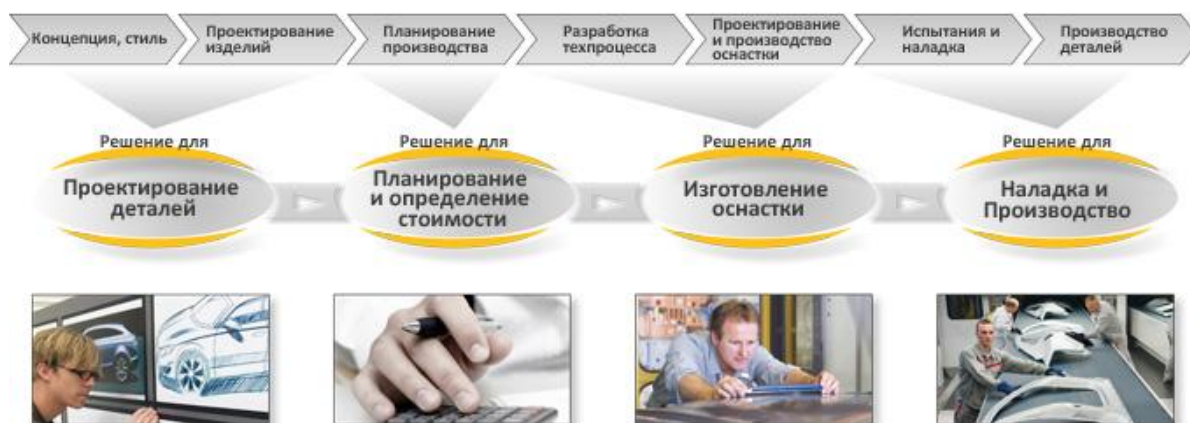 Концепция, стиль
Проектирование
изделий
Планирование
производства
Разработка
техпроцесса
Проектирование
и производство
оснастки
Испытания и
наладка
Производство
деталей
Решение для
Проектирование
деталей
Решение для
Планирование
и определение
стоимости
Решение для
Изготовление
оснастки
Решение для
Наладка и
Производство